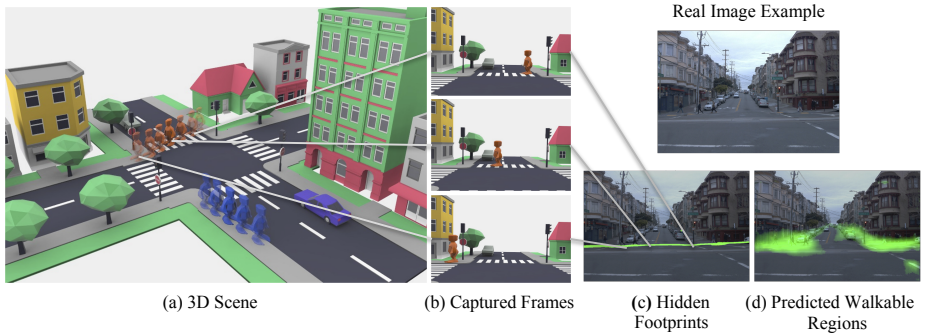 Real Image Example
(a) 3D Scene
(b) Captured Frames
(c) Hidden
Footprints
(d) Predicted Walkable
Regions